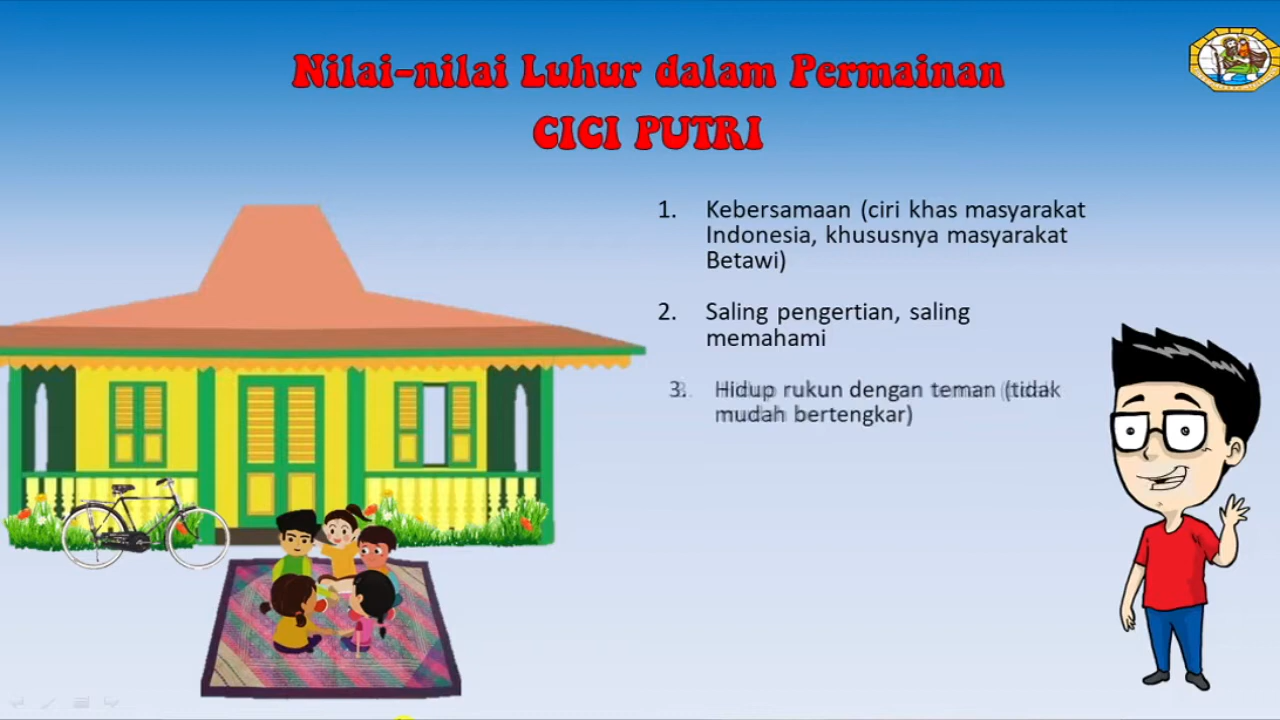 Nilai-nilai Luhur dalam Permainan
CICI PUTRI
1. Kebersamaan (ciri khas masyarakat
Indonesia, khususnya masyarakat
Betawi)
2. Saling pengertian, saling
memahami
3. Hidup rukun dengan teman (tidak
mudah bertengkar)